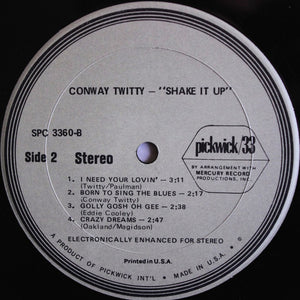 CONWAY TWITTY – "SHAKE IT UP"
SPC 3360-B
Side 2 Stereo
pickwick/33
BY ARRANGEMENT WITH
MERCURY RECORD
PRODUCTIONS, INC.
1. I NEED YOUR LOVIN' – 3:11
(Twitty/Paulman)
2. BORN TO SING THE BLUES – 2:17
(Conway Twitty)
3. GOLLY GOSH OH GEE – 2:38
(Eddie Cooley)
4. CRAZY DREAMS – 2:47
(Oakland/Magidson)
ELECTRONICALLY ENHANCED FOR STEREO
Printed in U.S.A.
A PRODUCT OF PICKWICK INT'L • MADE IN U.S.A.